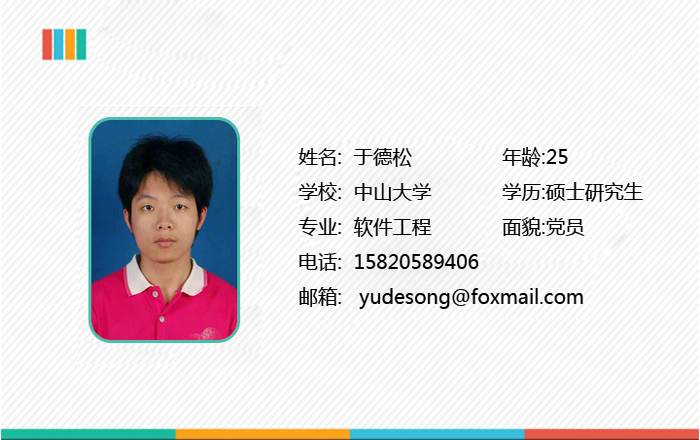 姓名: 于德松 年龄:25
学校: 中山大学 学历:硕士研究生
专业: 软件工程 面貌:党员
电话: 15820589406
邮箱: yudesong@foxmail.com